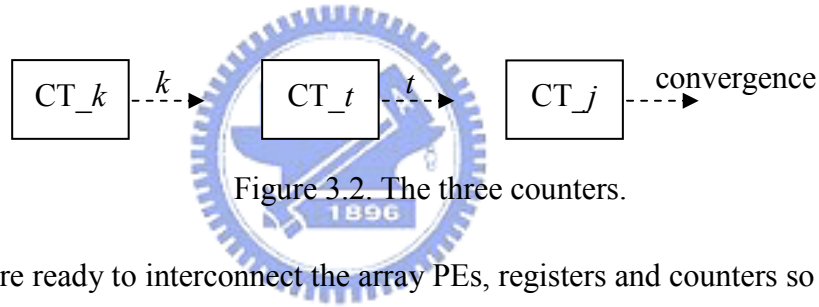 CT_k k CT_t t CT_j convergence
Figure 3.2. The three counters.
1896
re ready to interconnect the array PEs, registers and counters so